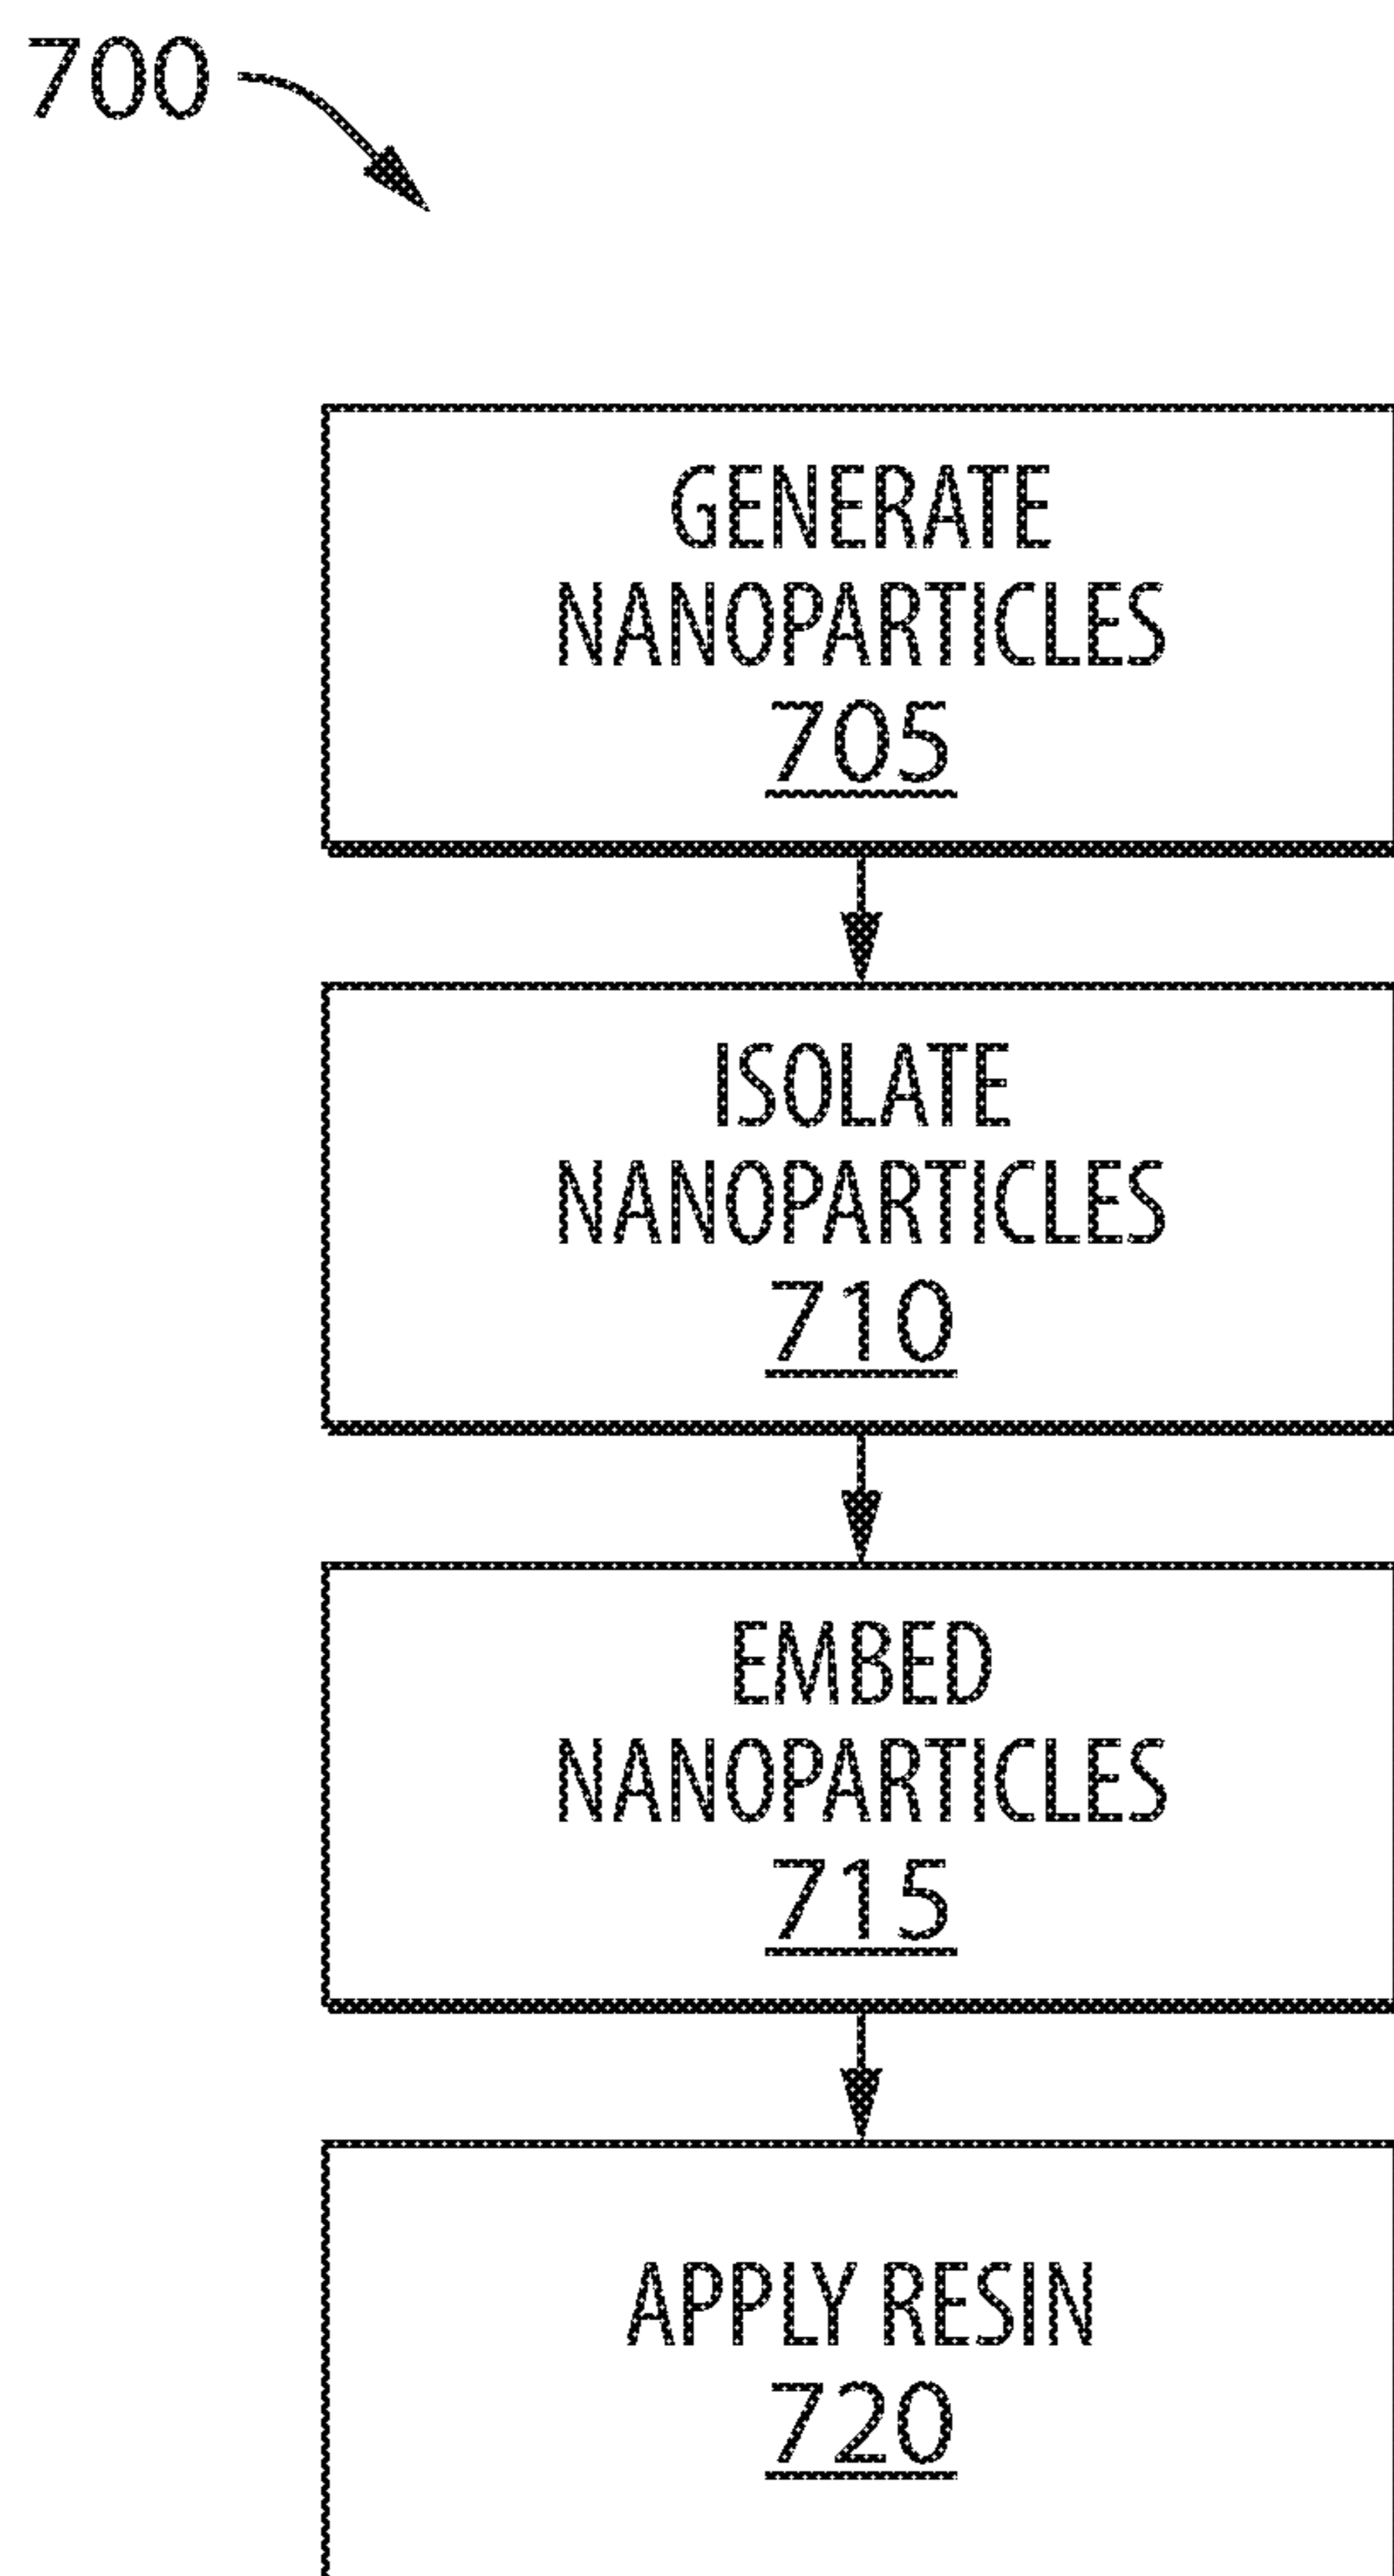 700
GENERATE
NANOPARTICLES
705
ISOLATE
NANOPARTICLES
710
EMBED
NANOPARTICLES
715
APPLY RESIN
720